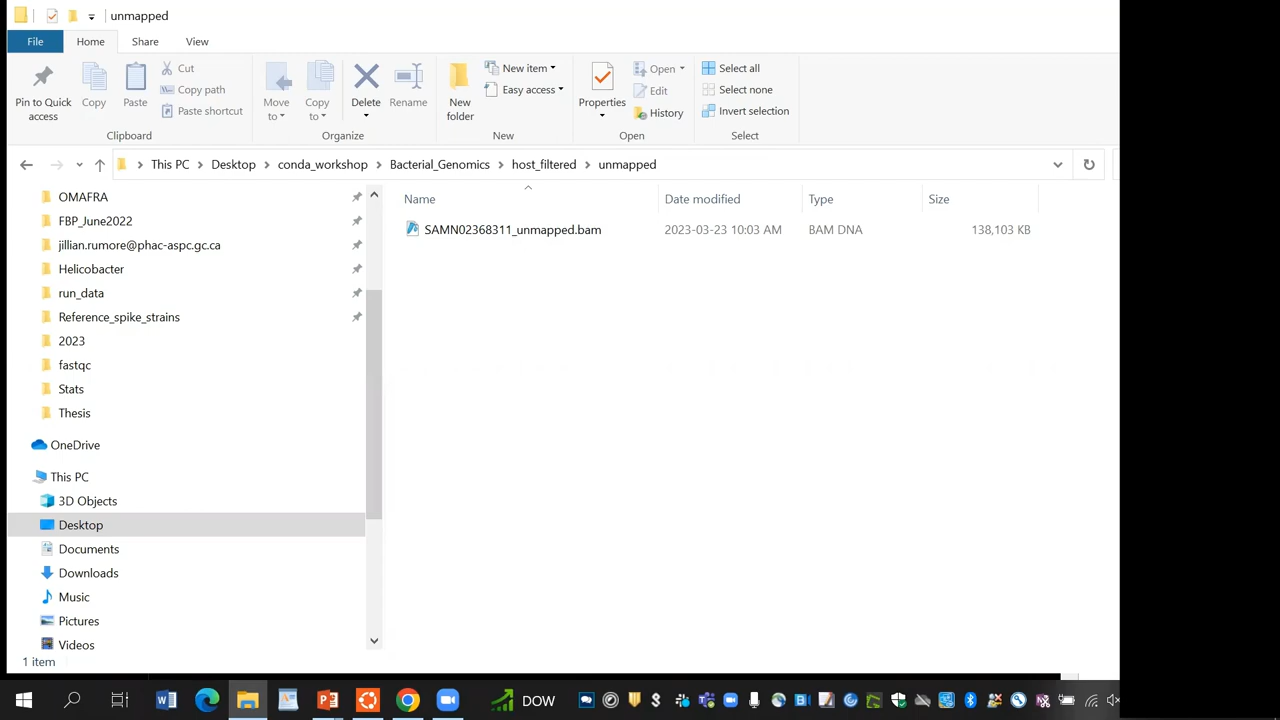 unmapped
File Home Share View
Pin to Quick access
Copy
Paste
Cut
Copy path
Paste shortcut
Clipboard
Move to
Copy to
Delete
Rename
Organize
New folder
New item
Easy access
New
Properties
Open
Edit
History
Open
Select all
Select none
Invert selection
Select
This PC > Desktop > conda_workshop > Bacterial_Genomics > host_filtered > unmapped
Name Date modified Type Size
SAMN02368311_unmapped.bam 2023-03-23 10:03 AM BAM DNA 138,103 KB
OMAFRA
FBP_June2022
jillian.rumore@phac-aspc.gc.ca
Helicobacter
run_data
Reference_spike_strains
2023
fastqc
Stats
Thesis
OneDrive
This PC
3D Objects
Desktop
Documents
Downloads
Music
Pictures
Videos
1 item
DOW